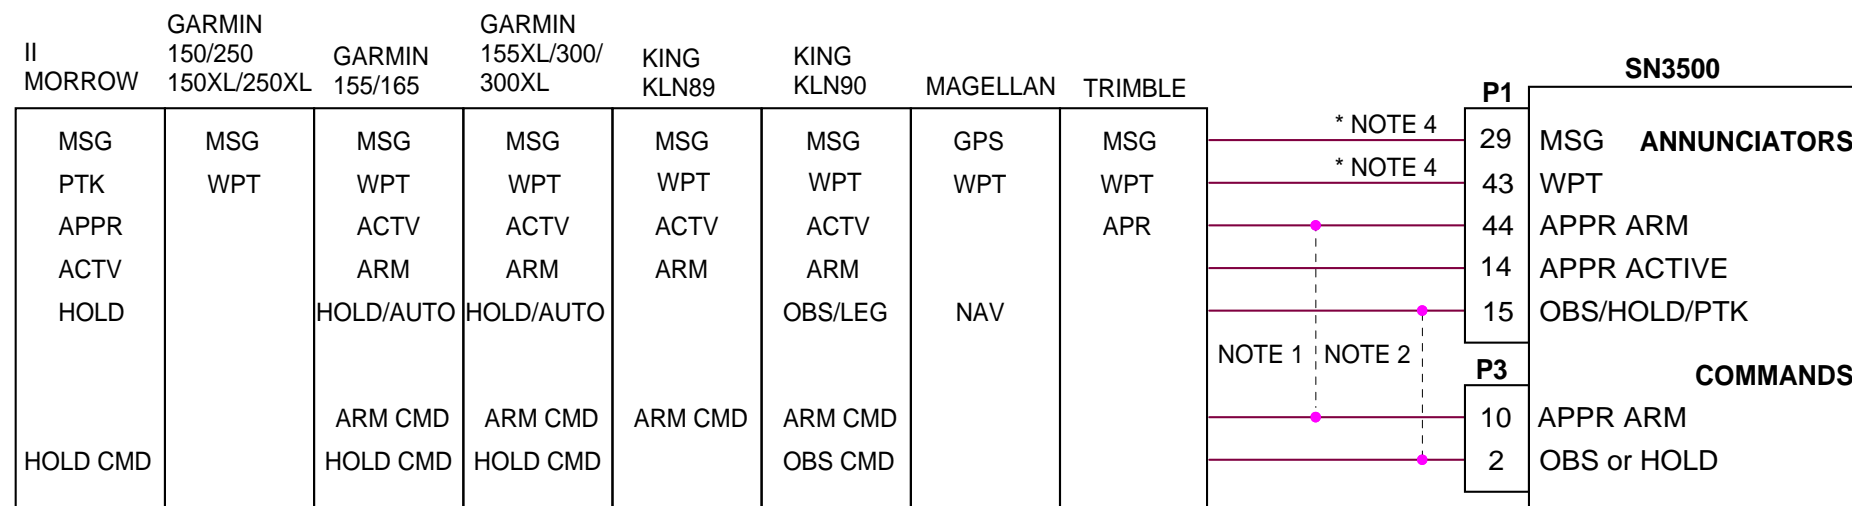 II
MORROW
GARMIN
150/250
150XL/250XL
GARMIN
155/165
GARMIN
155XL/300/
300XL
KING
KLN89
KING
KLN90
MAGELLAN
TRIMBLE
P1
SN3500
MSG MSG MSG MSG MSG MSG GPS MSG * NOTE 4 29 MSG ANNUNCIATORS
PTK WPT WPT WPT WPT WPT WPT WPT * NOTE 4 43 WPT
APPR ACTV ACTV ACTV ACTV APR 44 APPR ARM
ACTV ARM ARM ARM ARM 14 APPR ACTIVE
HOLD HOLD/AUTO HOLD/AUTO OBS/LEG NAV 15 OBS/HOLD/PTK
NOTE 1 NOTE 2 P3 COMMANDS
ARM CMD ARM CMD ARM CMD ARM CMD 10 APPR ARM
HOLD CMD HOLD CMD HOLD CMD OBS CMD 2 OBS or HOLD